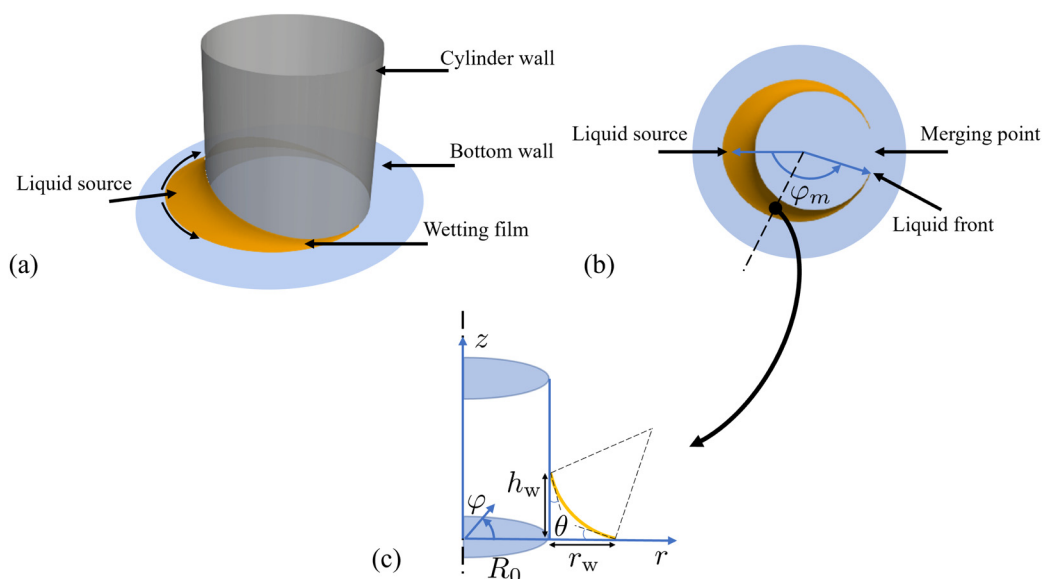 Cylinder wall
Bottom wall
Liquid source
Wetting film
(a)
Liquid source
Merging point
φm
Liquid front
(b)
z
hw
φ
θ
(c)
R0
rw
r